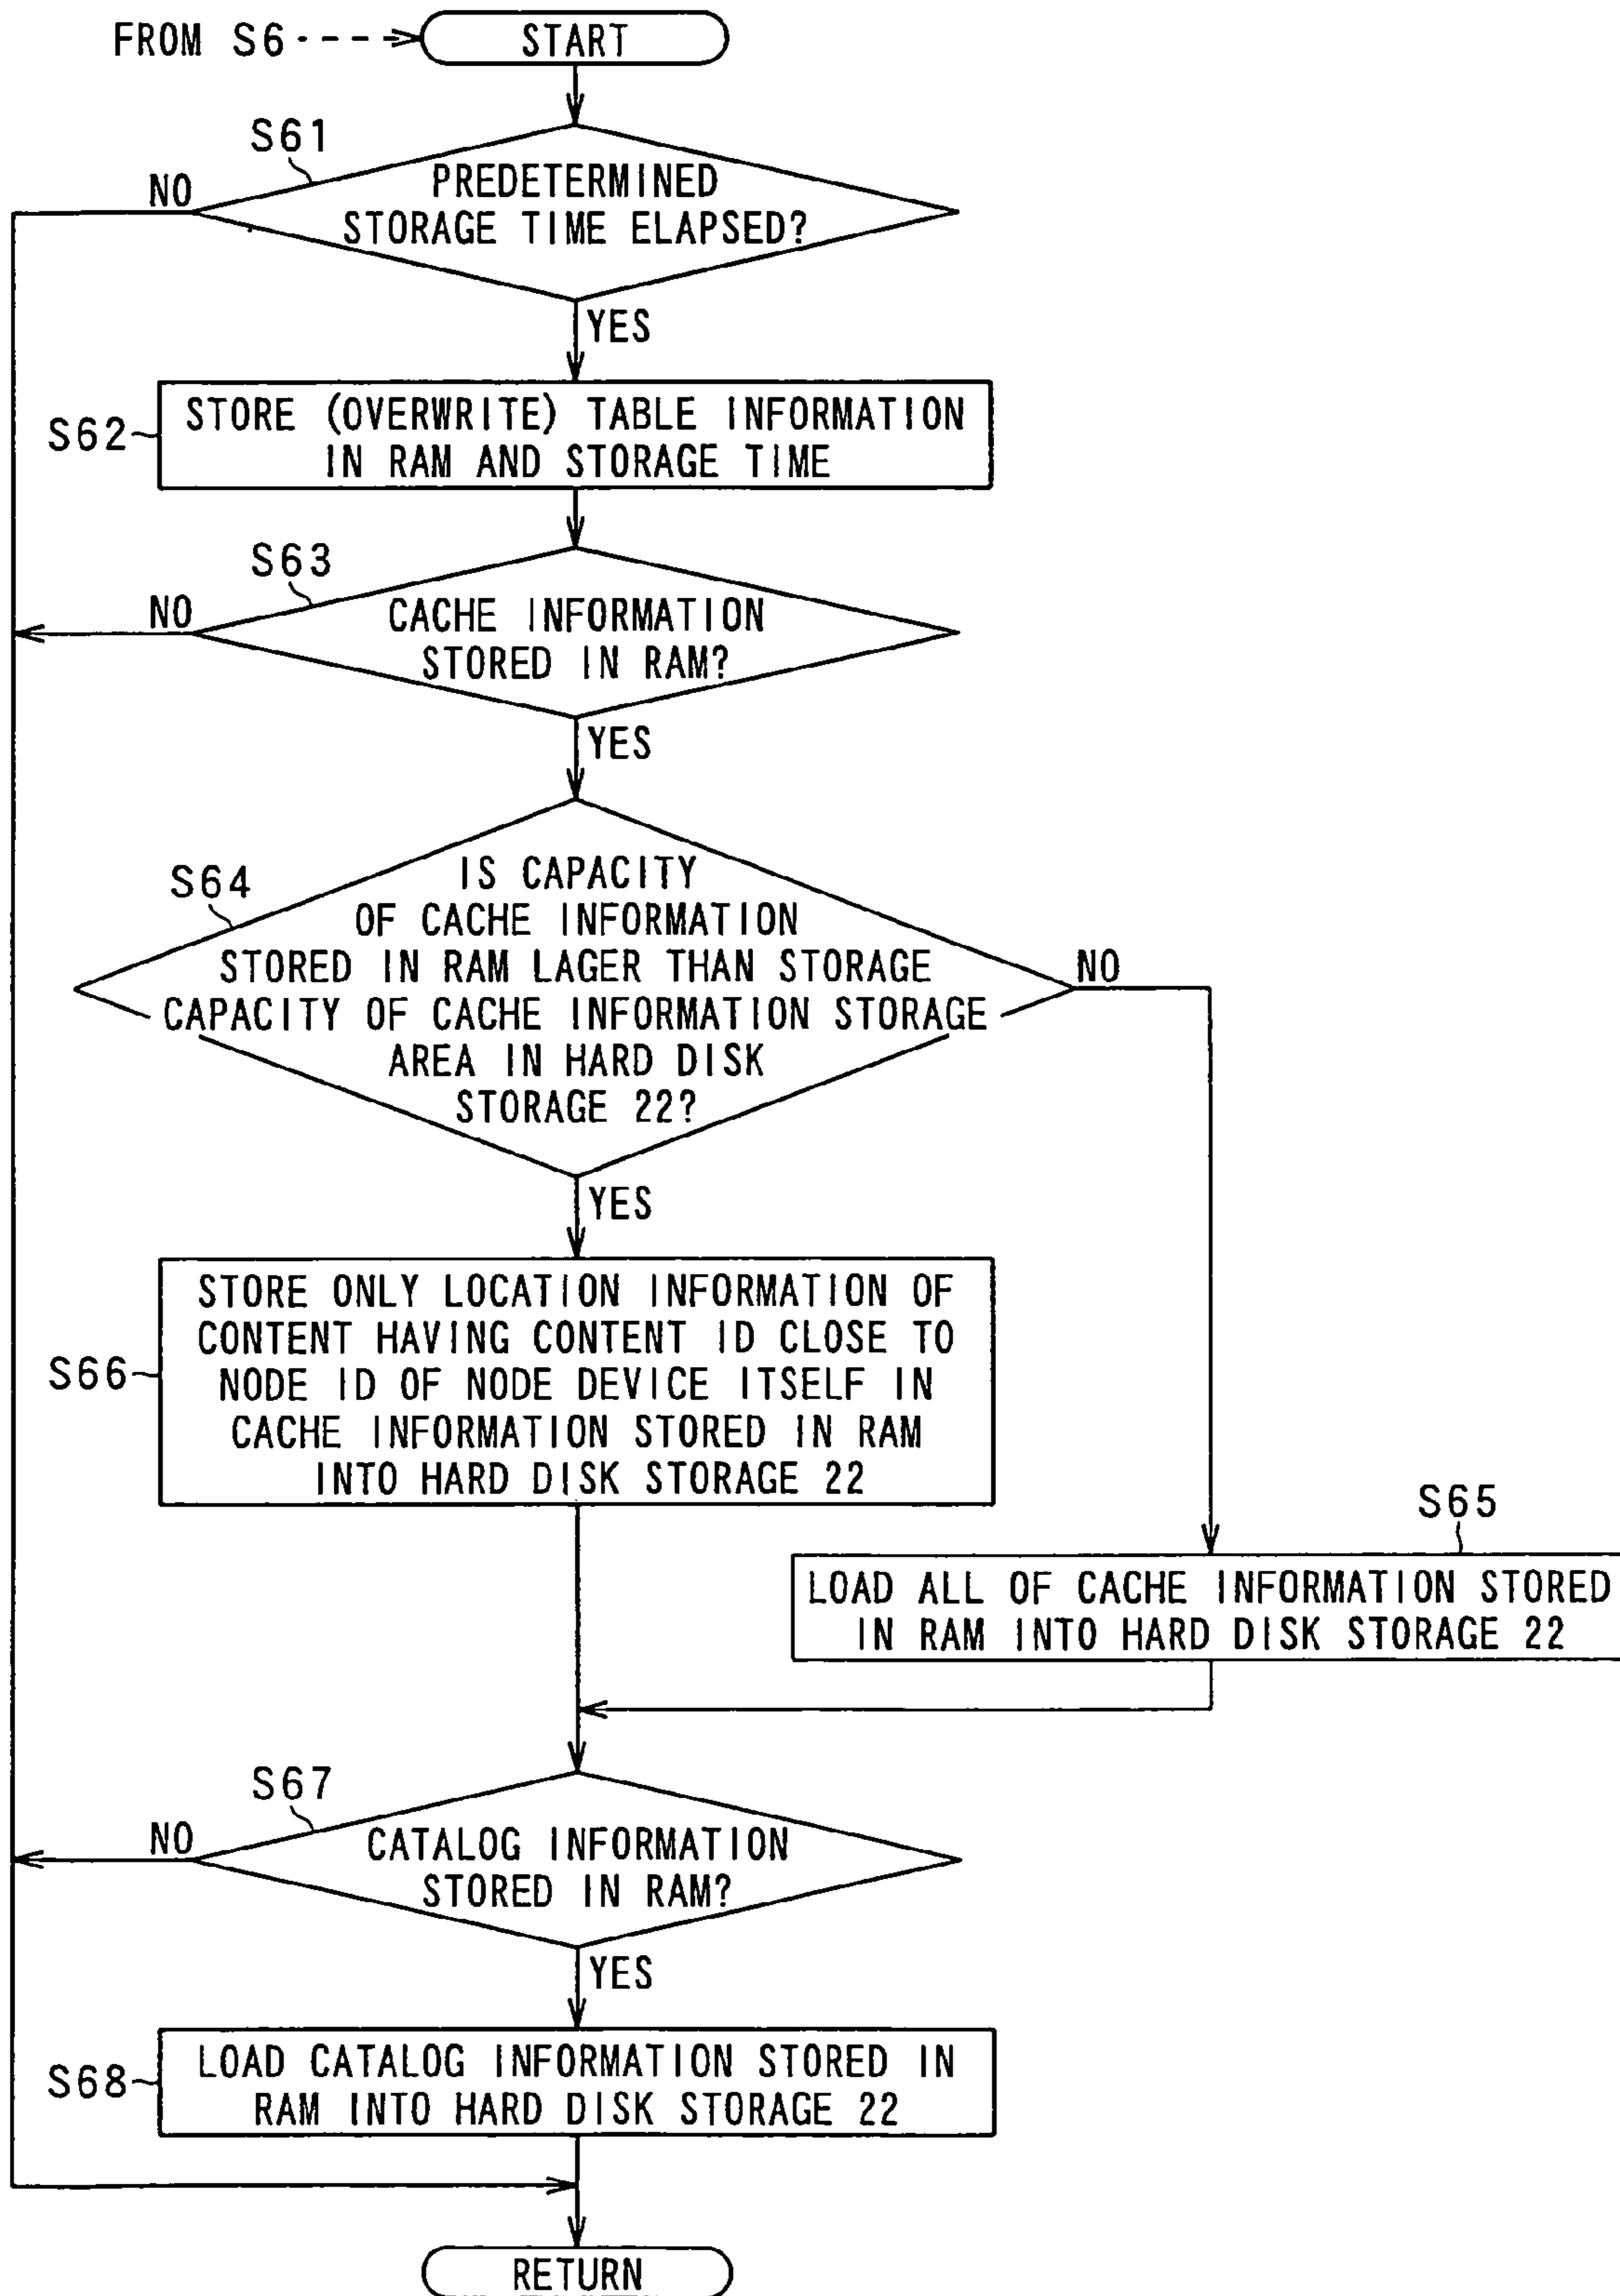 FROM S6
START
S61
NO
PREDETERMINED
STORAGE TIME ELAPSED?
YES
S62
STORE (OVERWRITE) TABLE INFORMATION
IN RAM AND STORAGE TIME
S63
NO
CACHE INFORMATION
STORED IN RAM?
YES
S64
IS CAPACITY
OF CACHE INFORMATION
STORED IN RAM LAGER THAN STORAGE
CAPACITY OF CACHE INFORMATION STORAGE
AREA IN HARD DISK
STORAGE 22?
NO
YES
S66
STORE ONLY LOCATION INFORMATION OF
CONTENT HAVING CONTENT ID CLOSE TO
NODE ID OF NODE DEVICE ITSELF IN
CACHE INFORMATION STORED IN RAM
INTO HARD DISK STORAGE 22
S65
LOAD ALL OF CACHE INFORMATION STORED
IN RAM INTO HARD DISK STORAGE 22
S67
NO
CATALOG INFORMATION
STORED IN RAM?
YES
S68
LOAD CATALOG INFORMATION STORED IN
RAM INTO HARD DISK STORAGE 22
RETURN